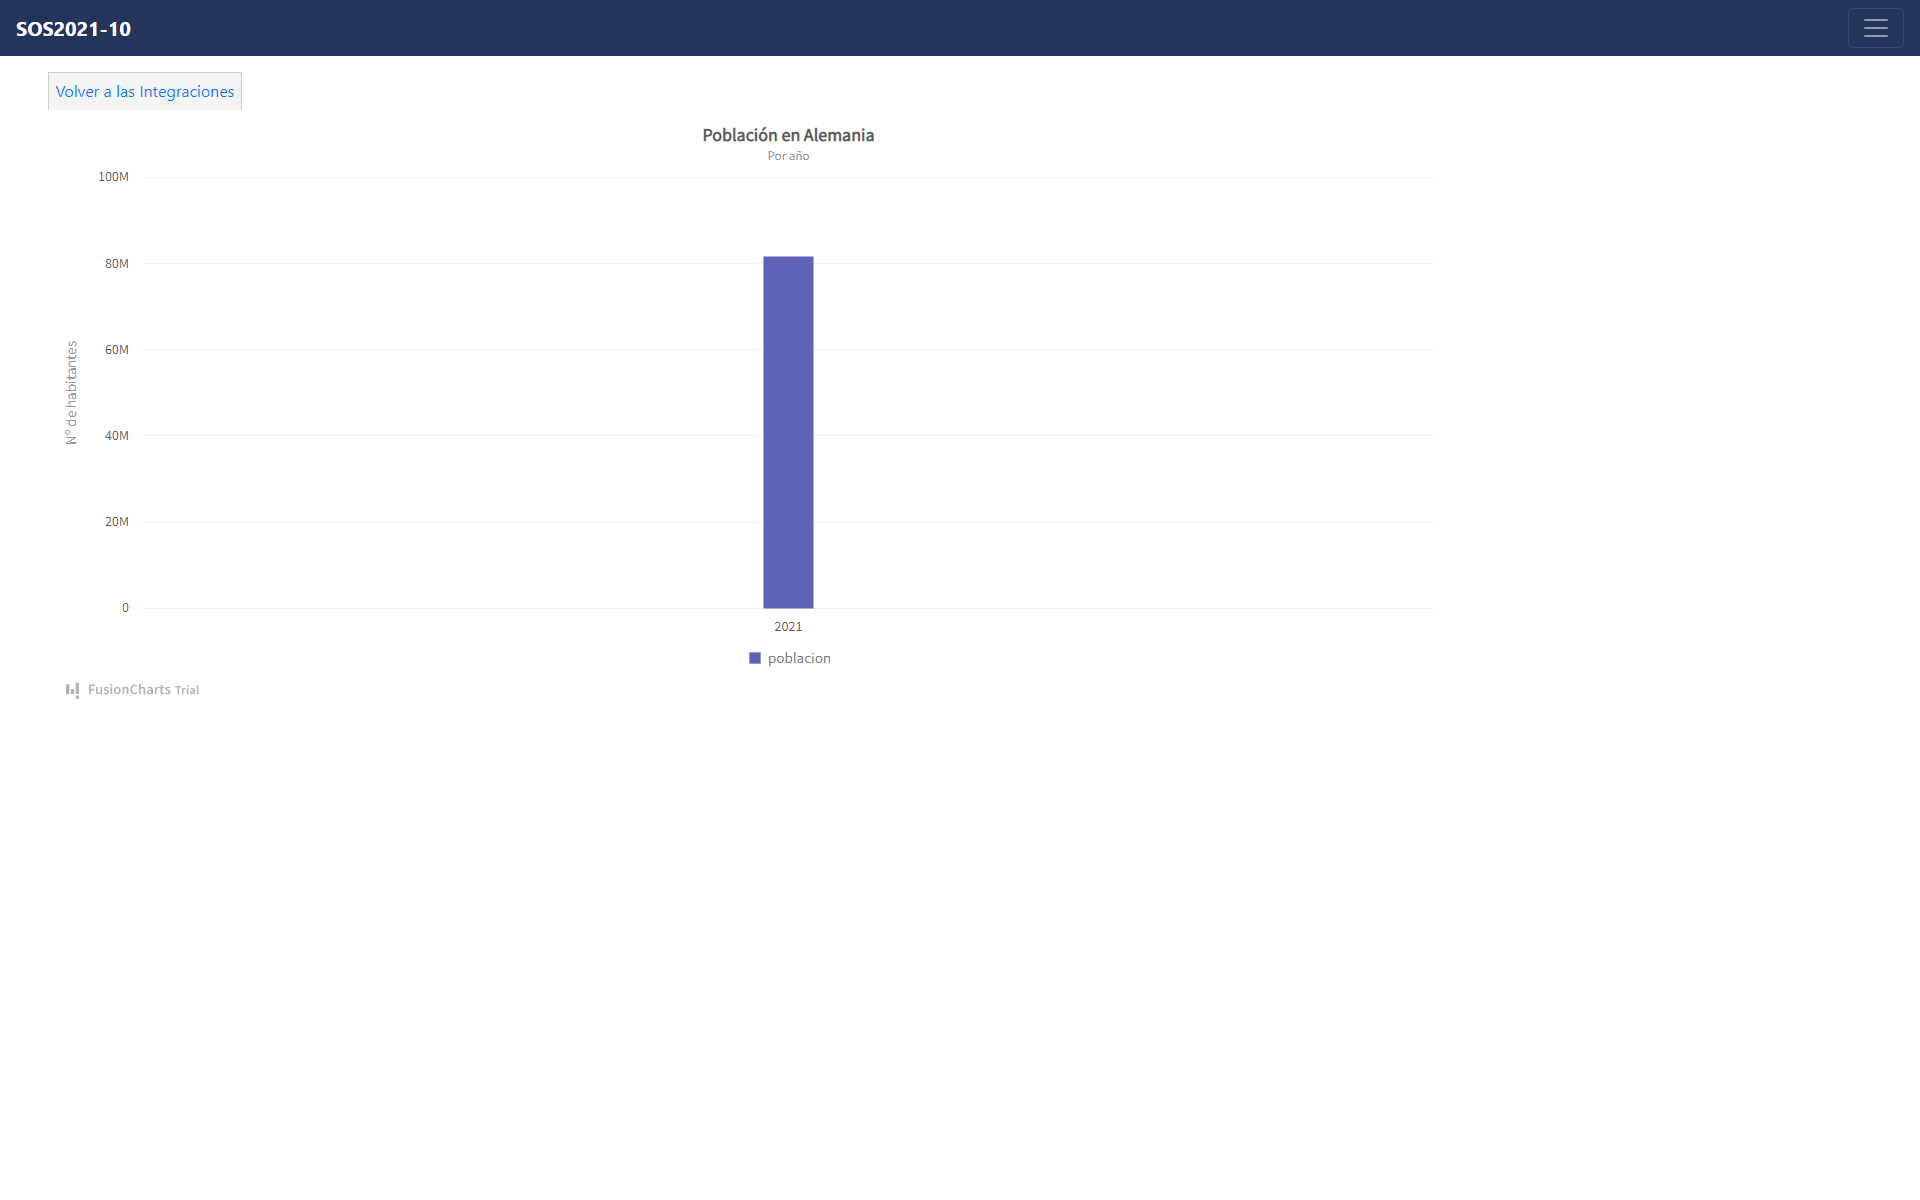 SOS2021-10
Volver a las Integraciones
Población en Alemania
Por año
100M
80M
60M
40M
20M
0
Nº de habitantes
2021
poblacion
FusionCharts Trial